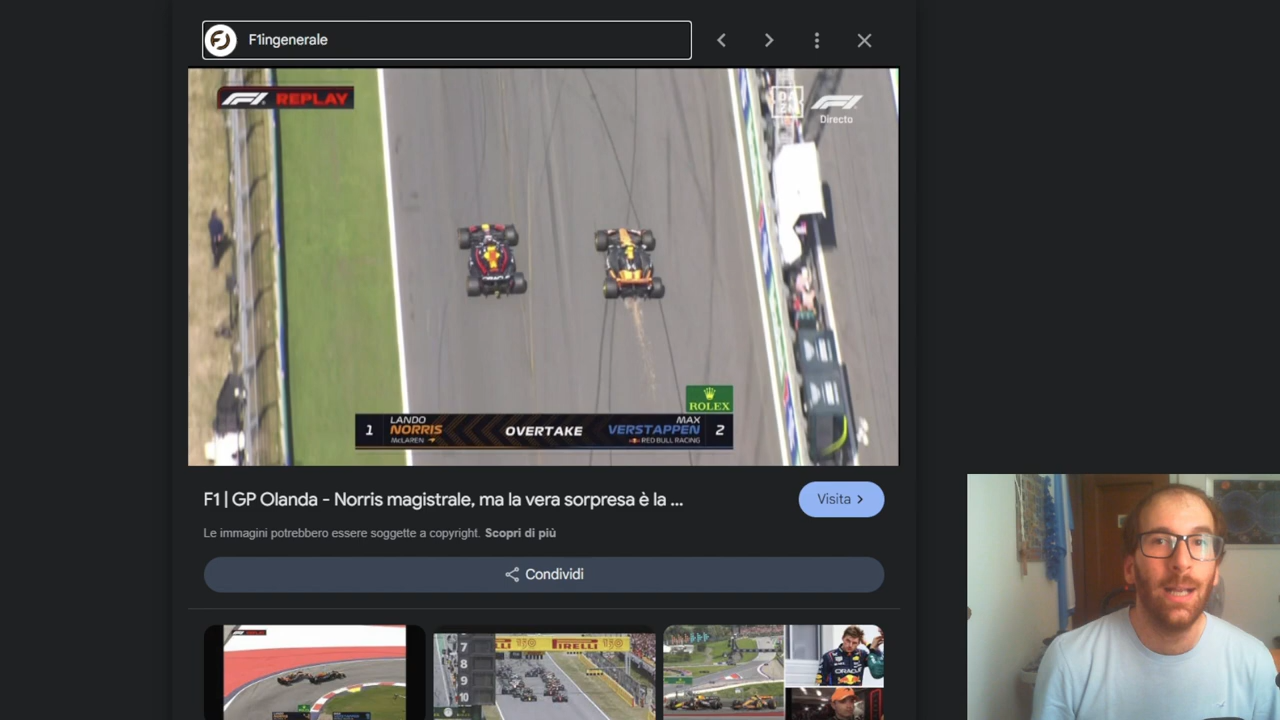 F1ingenerale
F1 REPLAY
DAZN
F1
Directo
ORACLE
ROLEX
1
LANDO
NORRIS
McLAREN
OVERTAKE
MAX
VERSTAPPEN
RED BULL RACING
2
F1 | GP Olanda - Norris magistrale, ma la vera sorpresa è la ...
Visita
Le immagini potrebbero essere soggette a copyright. Scopri di più
Condividi
7
8
9
10
PIRELLI